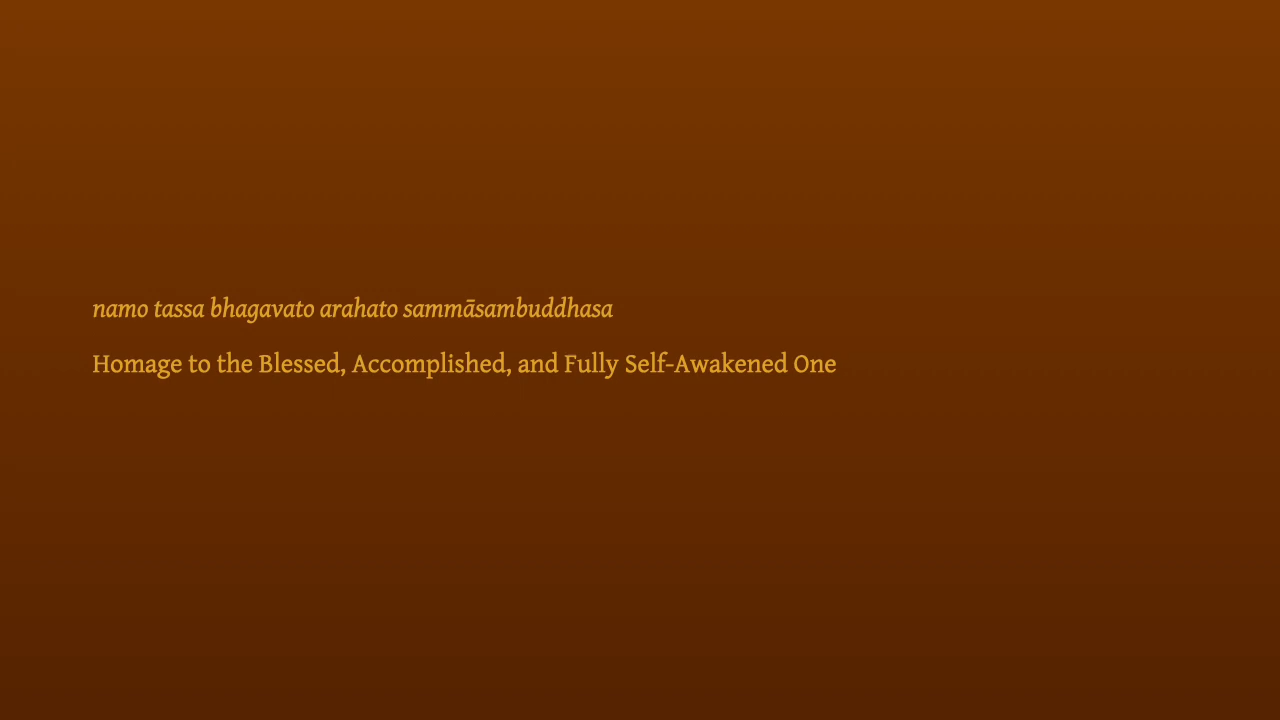 namo tassa bhagavato arahato sammāsambuddhasa
Homage to the Blessed, Accomplished, and Fully Self-Awakened One